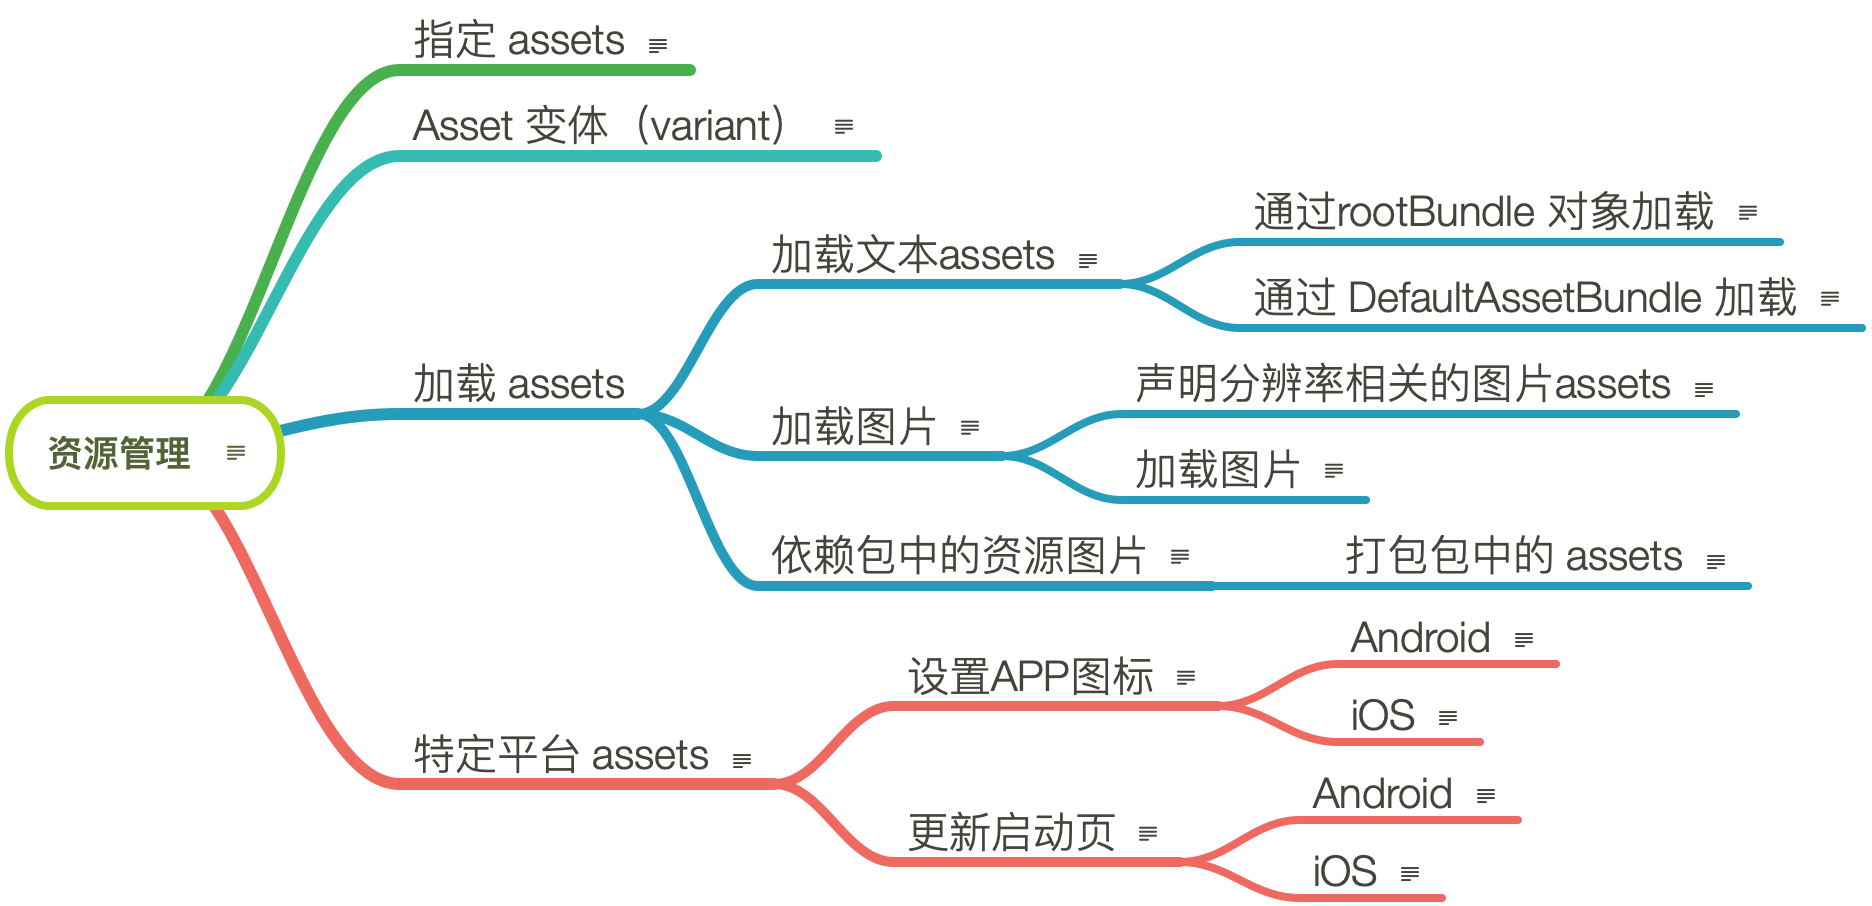 资源管理
指定 assets
Asset 变体（variant）
加载 assets
加载文本assets
通过rootBundle 对象加载
通过 DefaultAssetBundle 加载
加载图片
声明分辨率相关的图片assets
加载图片
依赖包中的资源图片
打包包中的 assets
特定平台 assets
设置APP图标
Android
iOS
更新启动页
Android
iOS